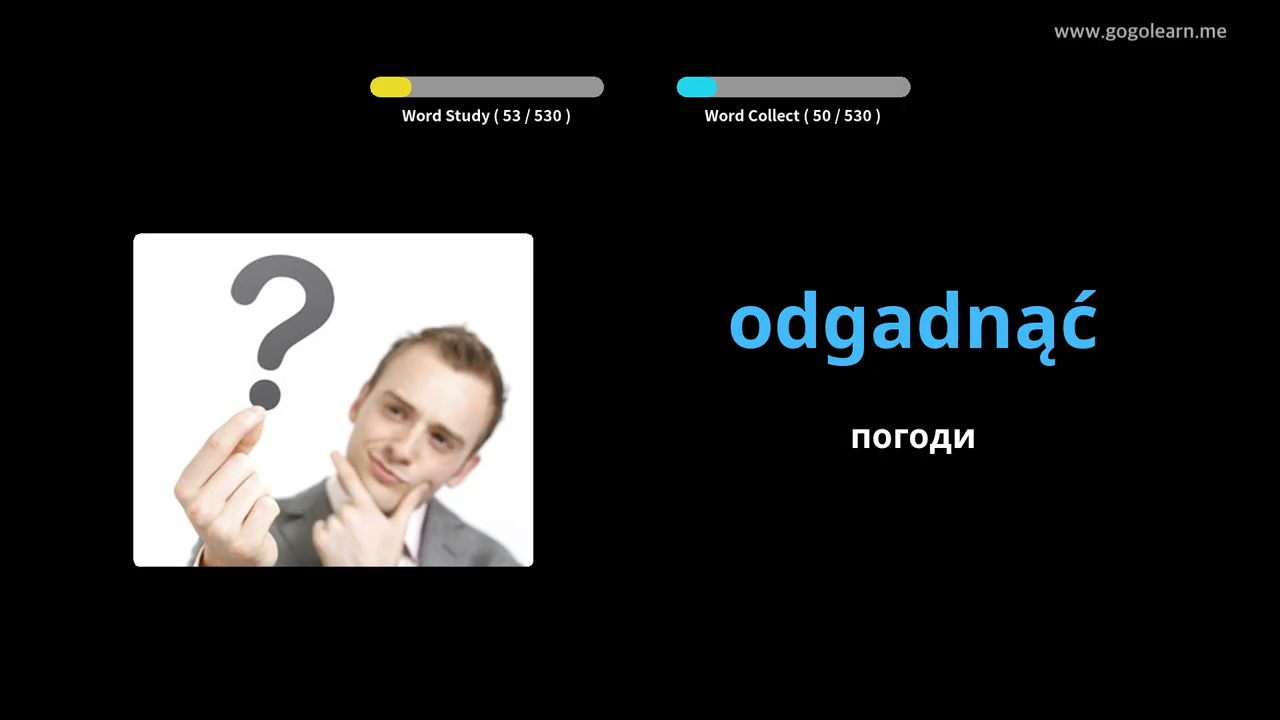 www.gogolearn.me
Word Study ( 53 / 530 )
Word Collect ( 50 / 530 )
odgadnąć
погоди